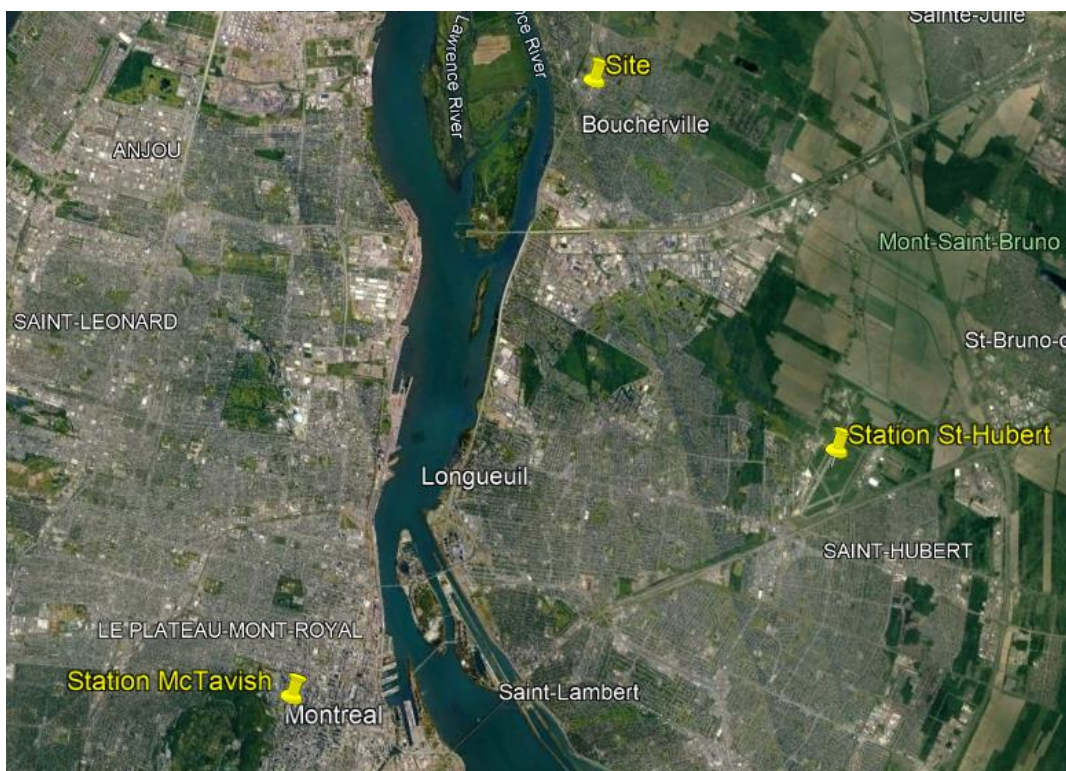 Sainte-Julie
Lawrence River
nce River
Site
Boucherville
ANJOU
Mont-Saint-Bruno
SAINT-LEONARD
St-Bruno-d
Station St-Hubert
Longueuil
SAINT-HUBERT
LE PLATEAU-MONT-ROYAL
Station McTavish
Saint-Lambert
Montreal